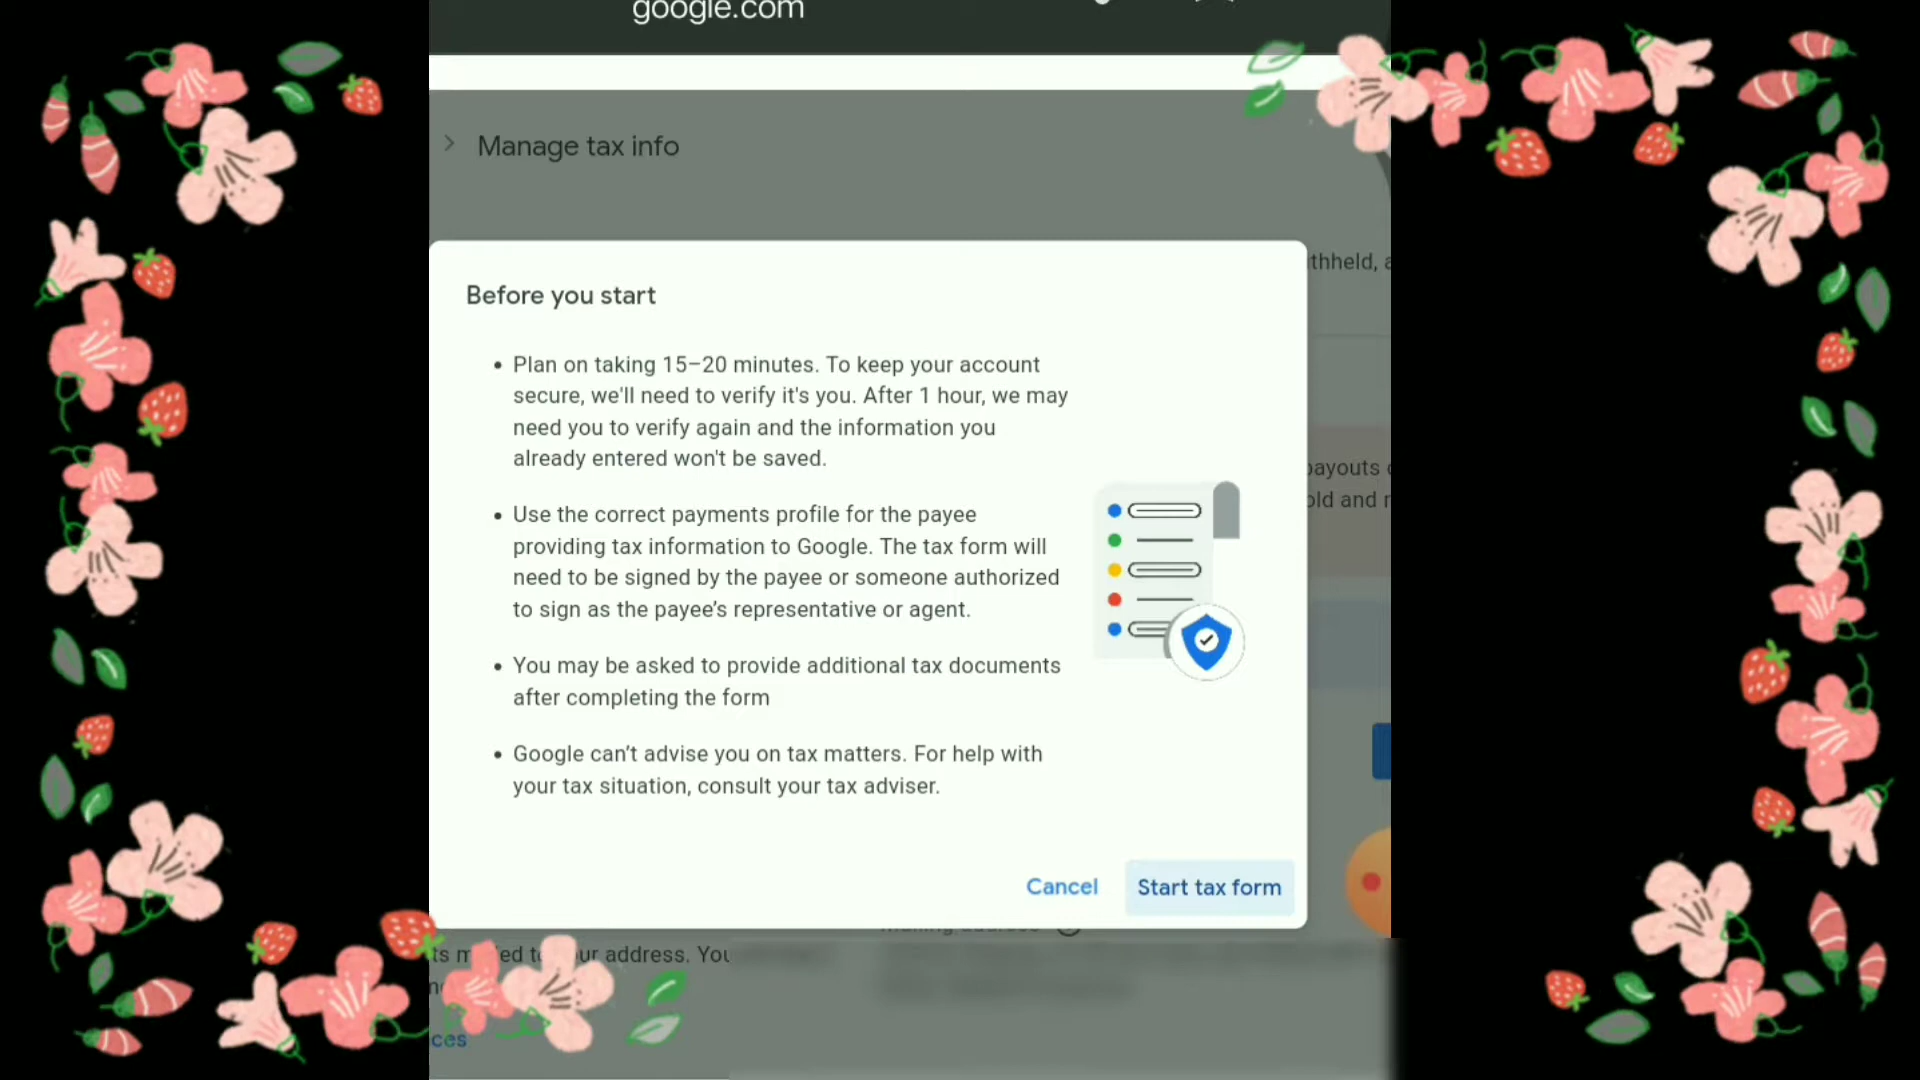 google.com
Manage tax info
thheld, a
Before you start
Plan on taking 15–20 minutes. To keep your account
secure, we'll need to verify it's you. After 1 hour, we may
need you to verify again and the information you
already entered won't be saved.
payouts
old and r
Use the correct payments profile for the payee
providing tax information to Google. The tax form will
need to be signed by the payee or someone authorized
to sign as the payee’s representative or agent.
You may be asked to provide additional tax documents
after completing the form
Google can’t advise you on tax matters. For help with
your tax situation, consult your tax adviser.
Cancel Start tax form
ur address. You
ces